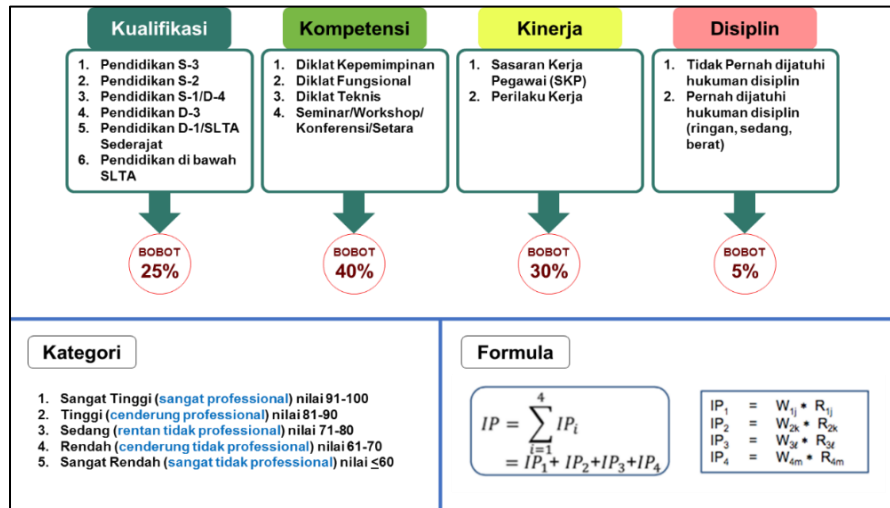 Kualifikasi
1. Pendidikan S-3
2. Pendidikan S-2
3. Pendidikan S-1/D-4
4. Pendidikan D-3
5. Pendidikan D-1/SLTA
Sederajat
6. Pendidikan di bawah
SLTA
BOBOT
25%
Kompetensi
1. Diklat Kepemimpinan
2. Diklat Fungsional
3. Diklat Teknis
4. Seminar/Workshop/
Konferensi/Setara
BOBOT
40%
Kinerja
1. Sasaran Kerja
Pegawai (SKP)
2. Perilaku Kerja
BOBOT
30%
Disiplin
1. Tidak Pernah dijatuhi
hukuman disiplin
2. Pernah dijatuhi
hukuman disiplin
(ringan, sedang,
berat)
BOBOT
5%
Kategori
1. Sangat Tinggi (sangat professional) nilai 91-100
2. Tinggi (cenderung professional) nilai 81-90
3. Sedang (rentan tidak professional) nilai 71-80
4. Rendah (cenderung tidak professional) nilai 61-70
5. Sangat Rendah (sangat tidak professional) nilai ≤60
Formula
IP = ∑_{i=1}^{4} IP_i
= IP₁+ IP₂+IP₃+IP₄
IP₁ = W₁ⱼ * R₁ⱼ
IP₂ = W₂ₖ * R₂ₖ
IP₃ = W₃ℓ * R₃ℓ
IP₄ = W₄ₘ * R₄ₘ